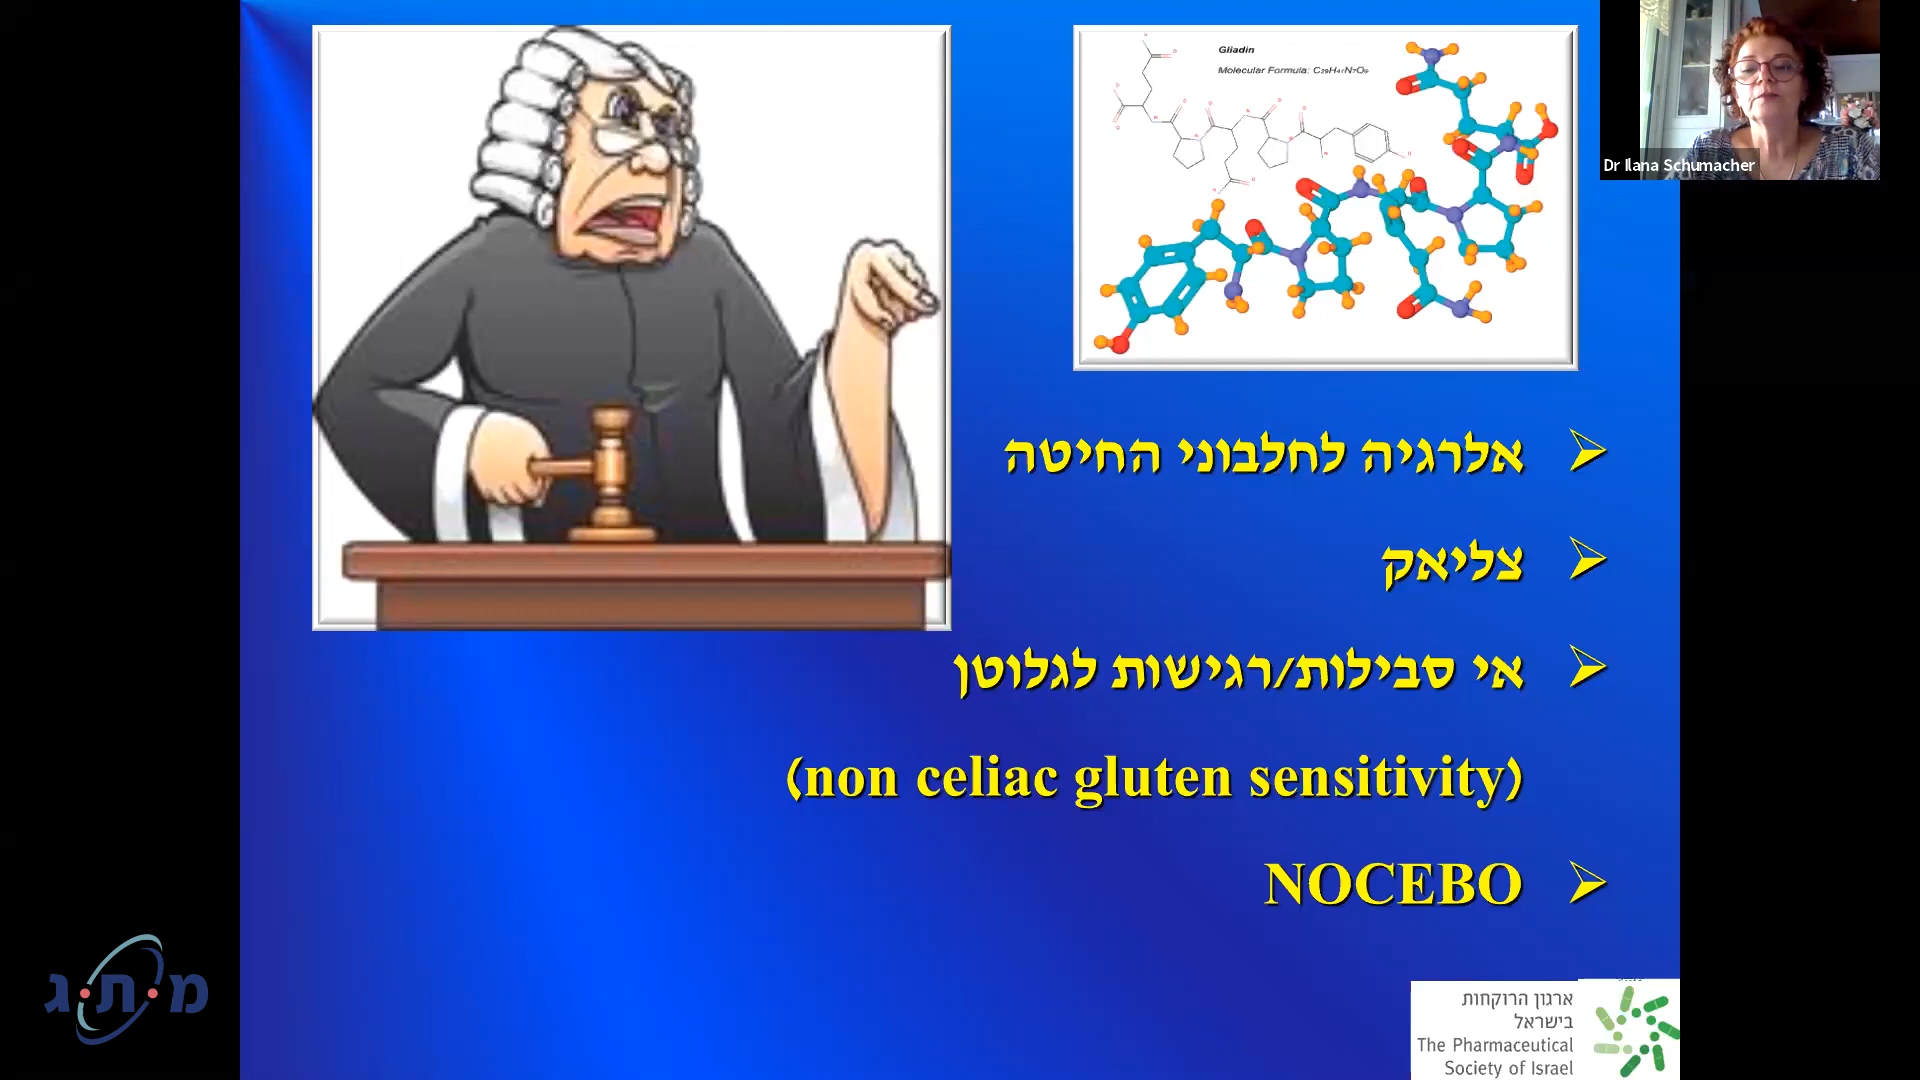 Gliadin
Molecular Formula: C₂₉H₄₁N₇O₉
Dr Ilana Schumacher
אלרגיה לחלבוני החיטה
צליאק
אי סבילות/רגישות לגלוטן
(non celiac gluten sensitivity)
NOCEBO
מ.ת.ג
ארגון הרוקחות
בישראל
The Pharmaceutical
Society of Israel